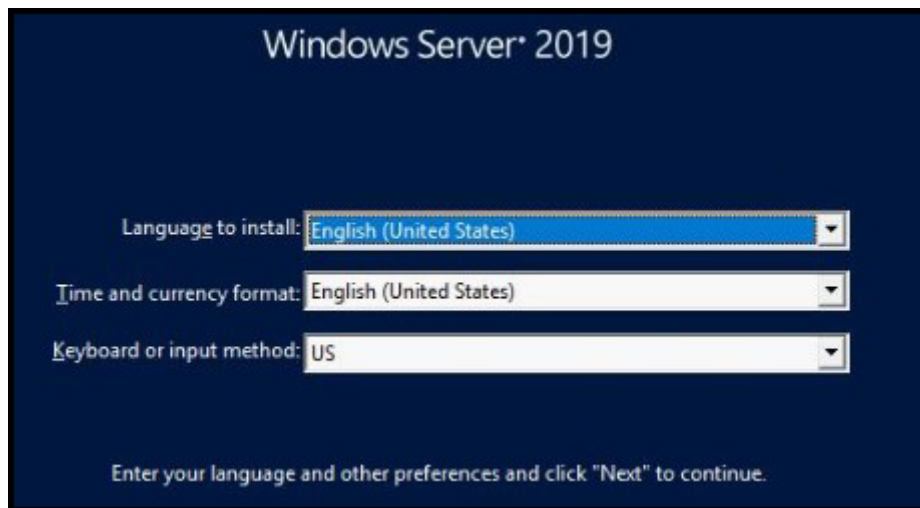 Windows Server® 2019
Language to install: English (United States)
Time and currency format: English (United States)
Keyboard or input method: US
Enter your language and other preferences and click "Next" to continue.